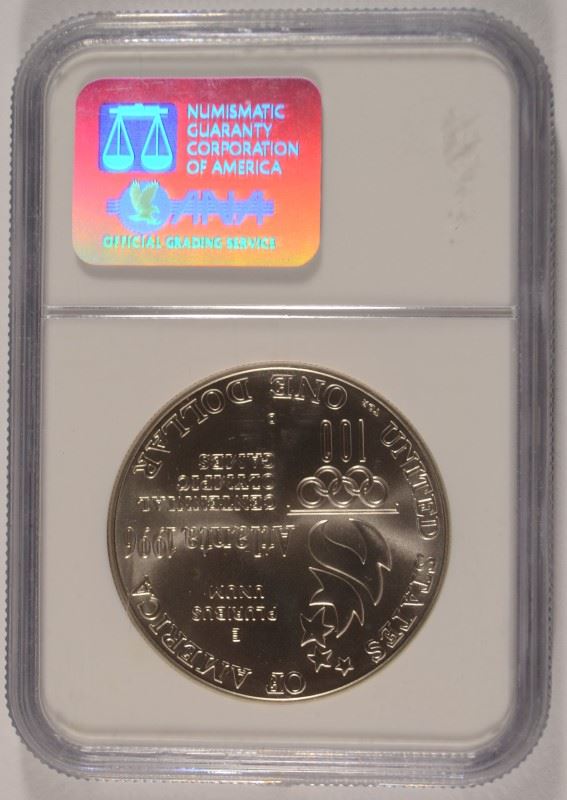 NUMISMATIC
GUARANTY
CORPORATION
OF AMERICA
ANA
OFFICIAL GRADING SERVICE
UNITED STATES OF AMERICA
E
PLURIBUS
UNUM
Atlanta 1996
CENTENNIAL
OLYMPIC
GAMES
100
D
ONE DOLLAR